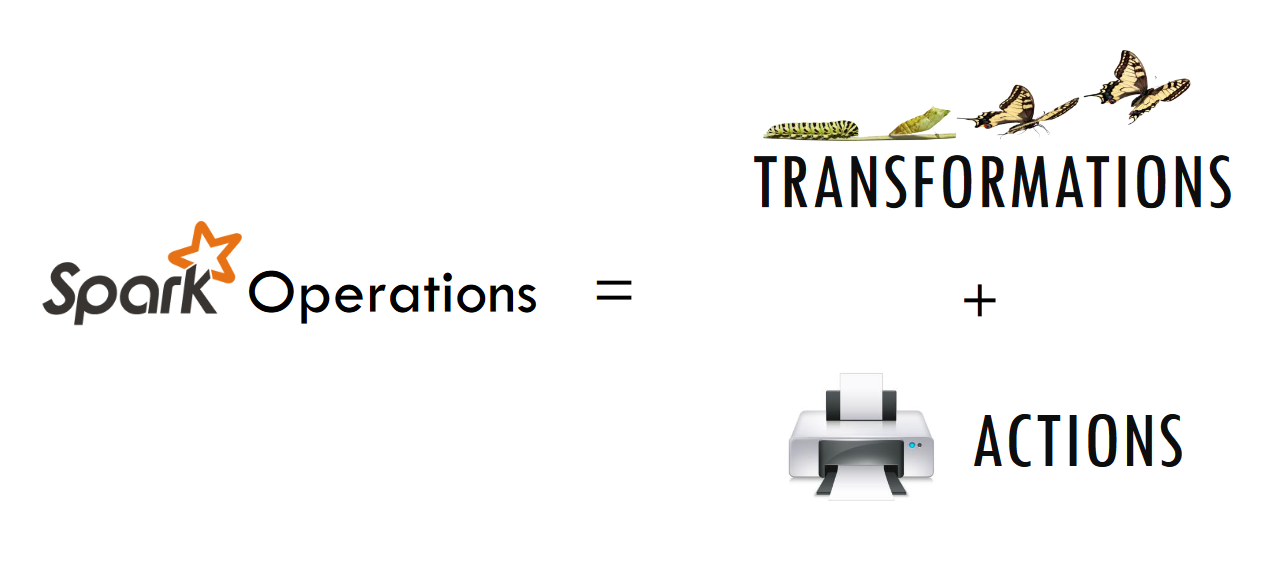 TRANSFORMATIONS
Spark Operations =
+
ACTIONS